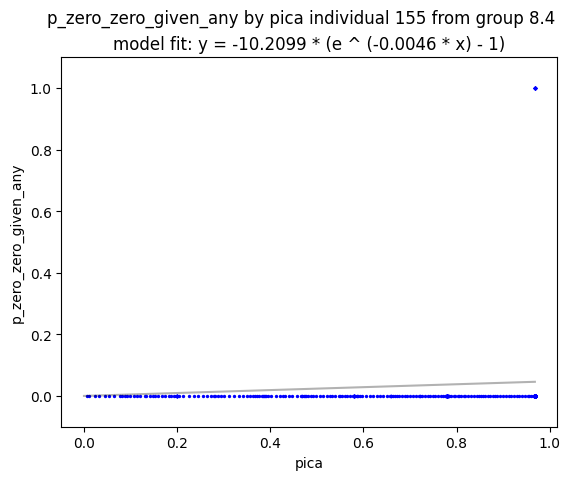 p_zero_zero_given_any by pica individual 155 from group 8.4
model fit: y = -10.2099 * (e ^ (-0.0046 * x) - 1)
1.0
0.8
0.6
0.4
0.2
0.0
p_zero_zero_given_any
0.0 0.2 0.4 0.6 0.8 1.0
pica